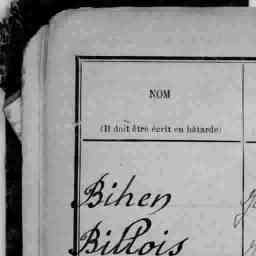 NOM
(Il doit être écrit en bâtarde)
Bihen
Billois